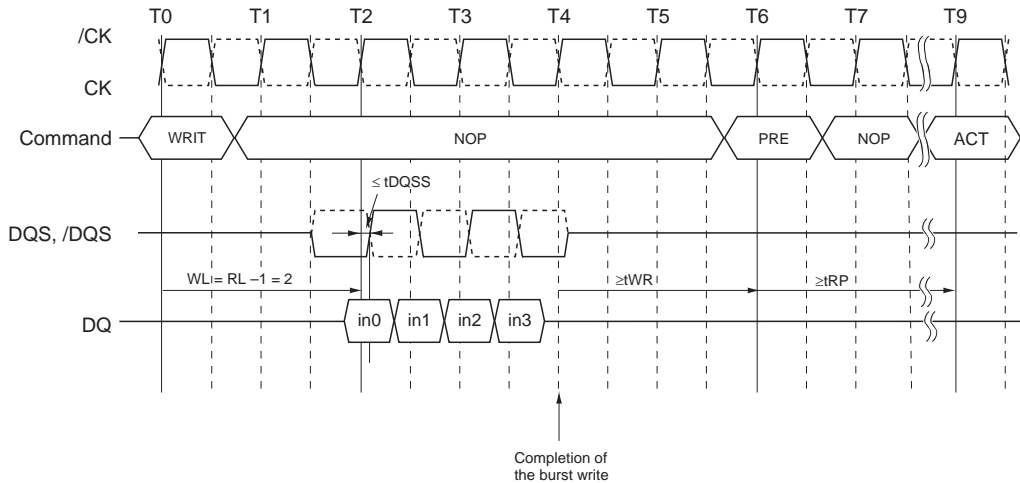 T0 T1 T2 T3 T4 T5 T6 T7 T9
/CK
CK
Command WRIT NOP PRE NOP ACT
≤ tDQSS
DQS, /DQS
WL = RL –1 = 2 ≥tWR ≥tRP
DQ in0 in1 in2 in3
Completion of
the burst write